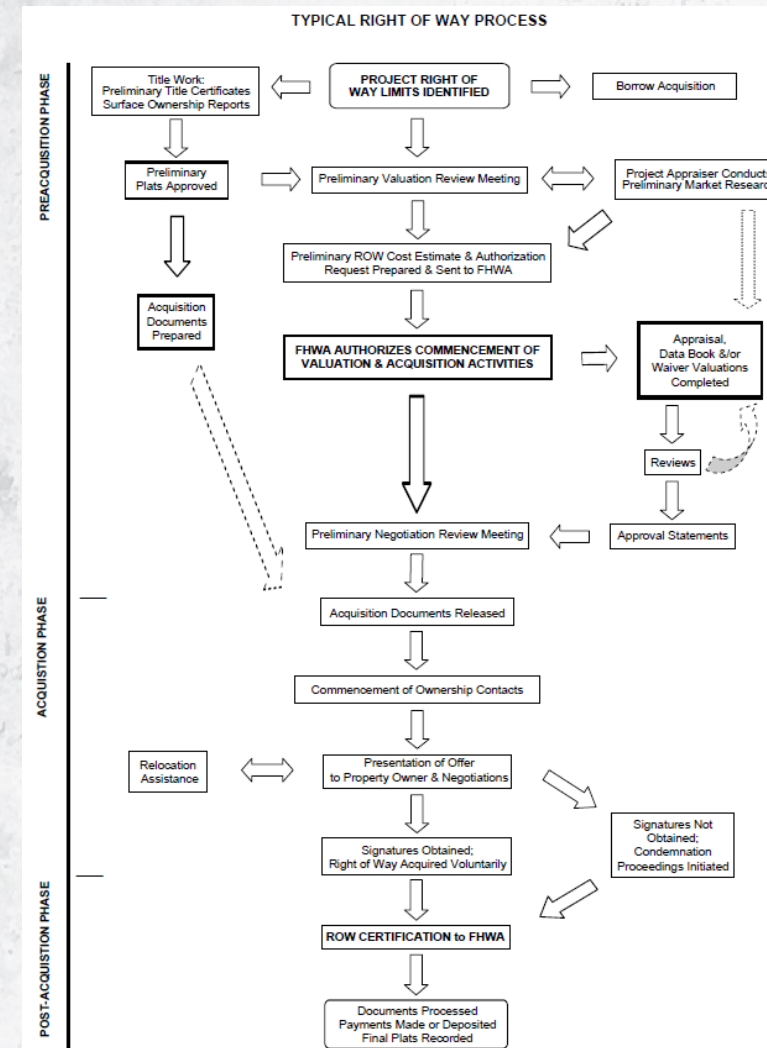 TYPICAL RIGHT OF WAY PROCESS
PREACQUISITION PHASE
Title Work:
Preliminary Title Certificates
Surface Ownership Reports
PROJECT RIGHT OF
WAY LIMITS IDENTIFIED
Borrow Acquisition
Preliminary
Plats Approved
Preliminary Valuation Review Meeting
Project Appraiser Conducts
Preliminary Market Research
Preliminary ROW Cost Estimate & Authorization
Request Prepared & Sent to FHWA
Acquisition
Documents
Prepared
FHWA AUTHORIZES COMMENCEMENT OF
VALUATION & ACQUISITION ACTIVITIES
Appraisal,
Data Book &/or
Waiver Valuations
Completed
Reviews
Preliminary Negotiation Review Meeting
Approval Statements
ACQUISTION PHASE
Acquisition Documents Released
Commencement of Ownership Contacts
Relocation
Assistance
Presentation of Offer
to Property Owner & Negotiations
Signatures Obtained;
Right of Way Acquired Voluntarily
Signatures Not
Obtained;
Condemnation
Proceedings Initiated
POST-ACQUISTION PHASE
ROW CERTIFICATION to FHWA
Documents Processed
Payments Made or Deposited
Final Plats Recorded